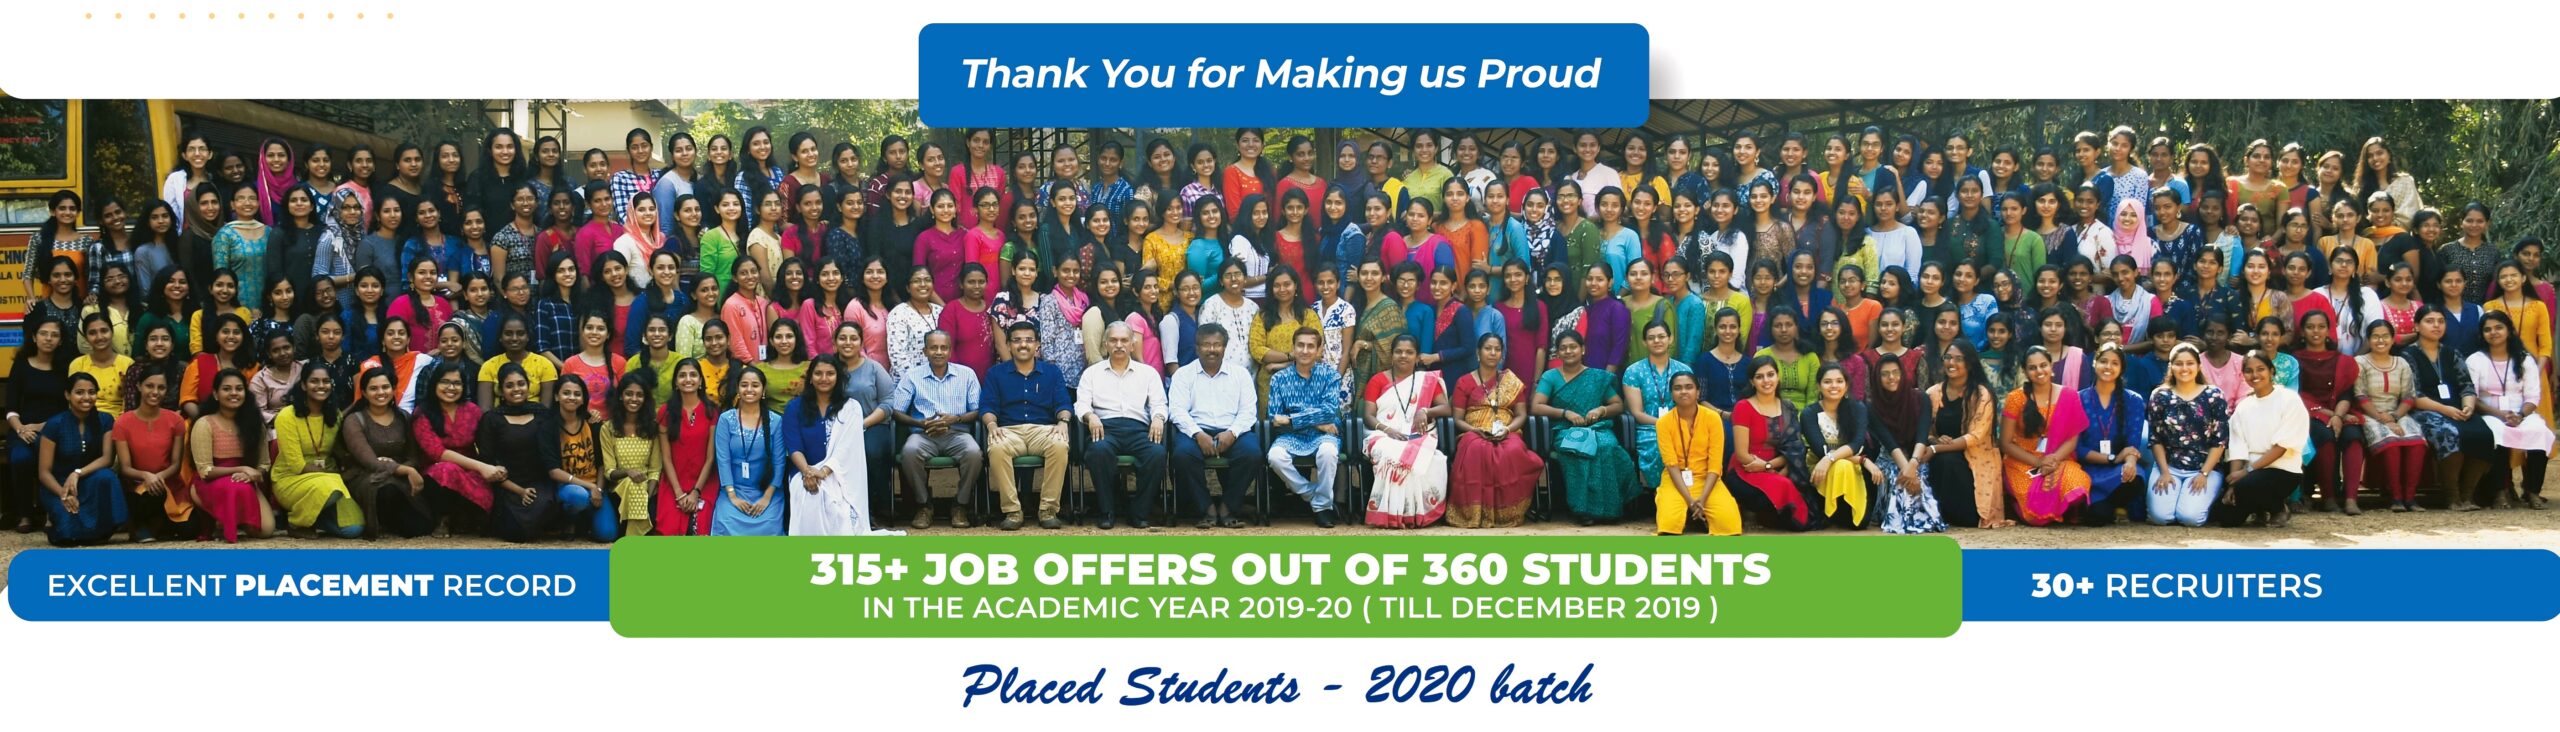 Thank You for Making us Proud
EXCELLENT PLACEMENT RECORD
315+ JOB OFFERS OUT OF 360 STUDENTS
IN THE ACADEMIC YEAR 2019-20 ( TILL DECEMBER 2019 )
30+ RECRUITERS
Placed Students - 2020 batch